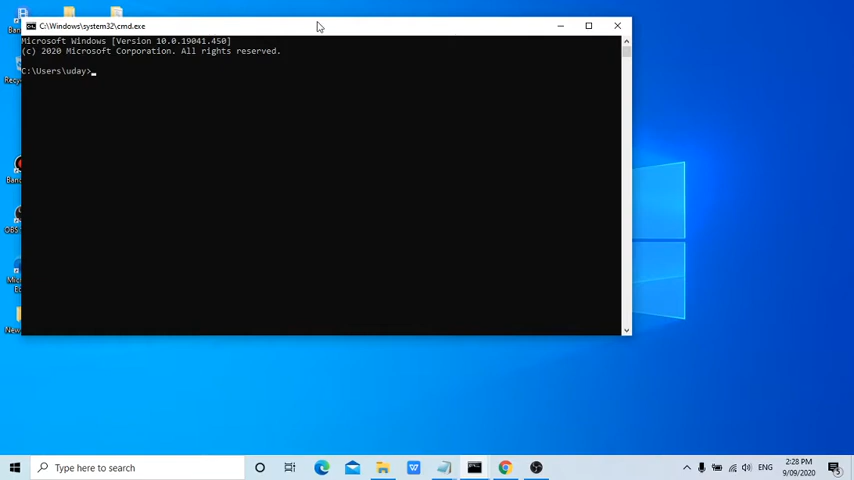 C:\Windows\system32\cmd.exe
Microsoft Windows [Version 10.0.19041.450]
(c) 2020 Microsoft Corporation. All rights reserved.
C:\Users\uday>
Type here to search
ENG
2:28 PM
9/09/2020